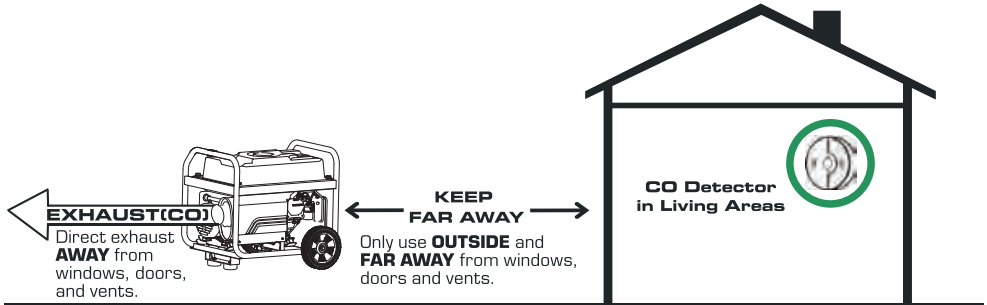 EXHAUST(CO)
Direct exhaust
AWAY from
windows, doors,
and vents.
KEEP
FAR AWAY
Only use OUTSIDE and
FAR AWAY from windows,
doors and vents.
CO Detector
in Living Areas